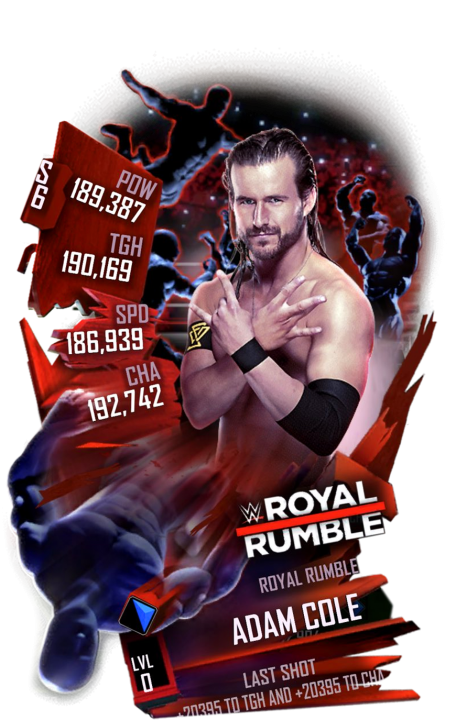 S6
POW
189,387
TGH
190,169
SPD
186,939
CHA
192,742
W ROYAL
RUMBLE
ROYAL RUMBLE
ADAM COLE
LVL
0
LAST SHOT
+20395 TO TGH AND +20395 TO CHA